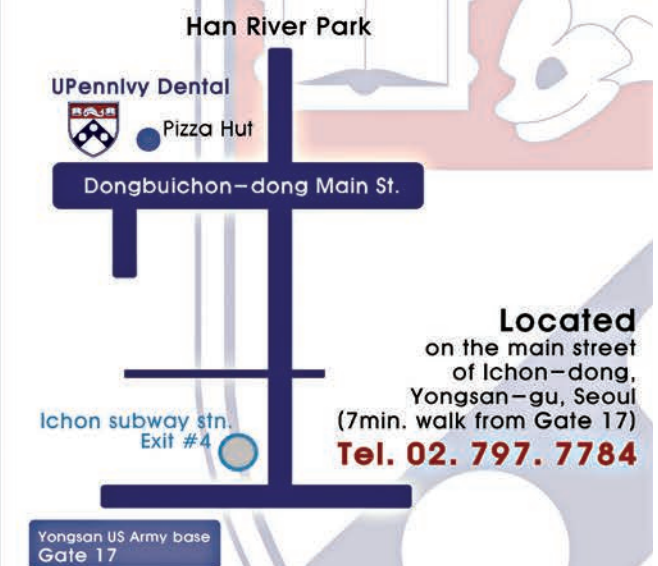 Han River Park
UPennIvy Dental
Pizza Hut
Dongbuichon-dong Main St.
Located
on the main street
of Ichon-dong,
Yongsan-gu, Seoul
(7min. walk from Gate 17)
Tel. 02. 797. 7784
Ichon subway stn.
Exit #4
Yongsan US Army base
Gate 17